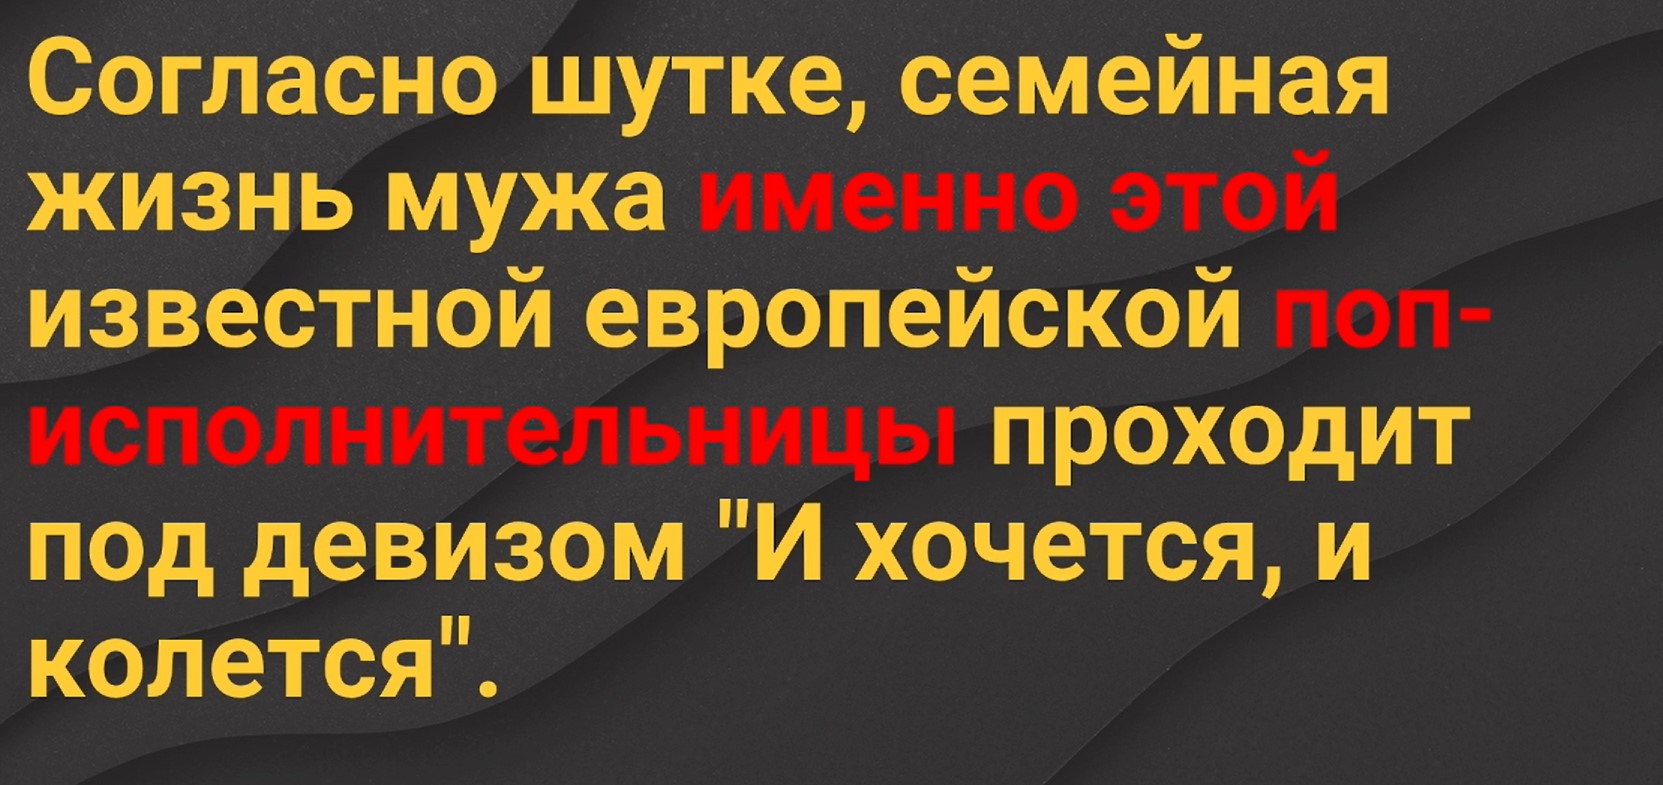 Согласно шутке, семейная
жизнь мужа именно этой
известной европейской поп-
исполнительницы проходит
под девизом "И хочется, и
колется".